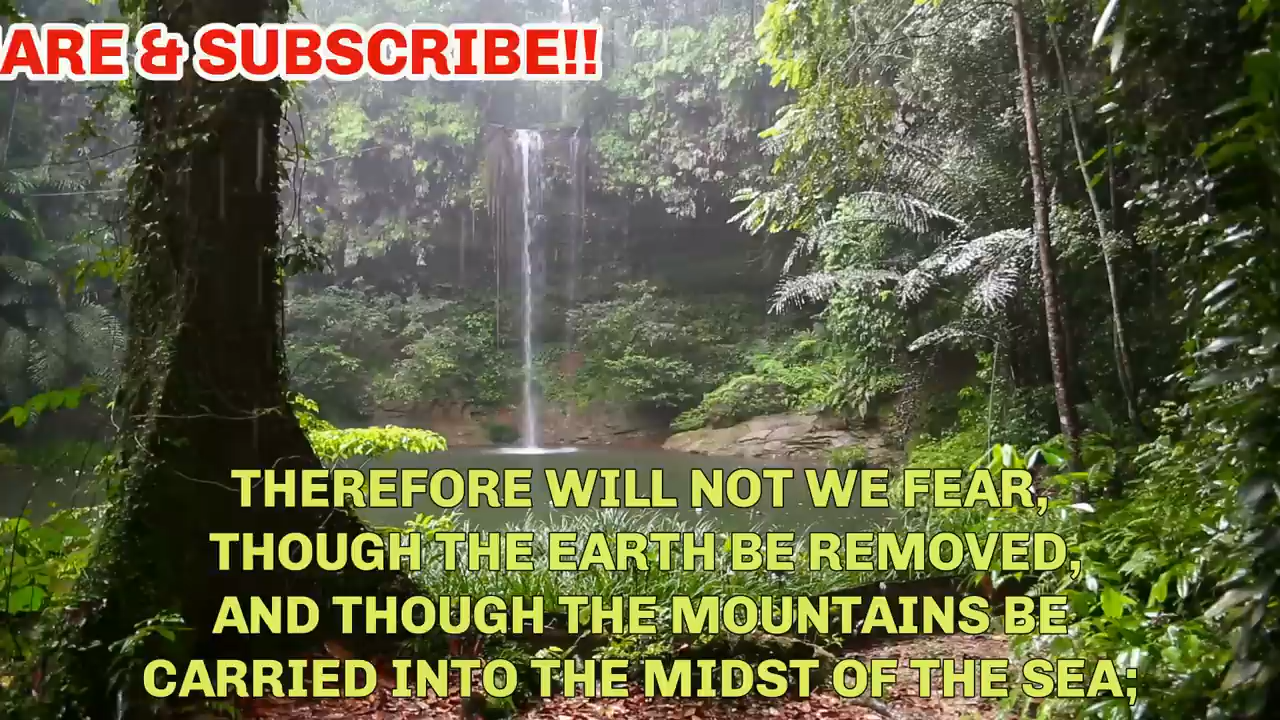 ARE & SUBSCRIBE!!
THEREFORE WILL NOT WE FEAR,
THOUGH THE EARTH BE REMOVED,
AND THOUGH THE MOUNTAINS BE
CARRIED INTO THE MIDST OF THE SEA;